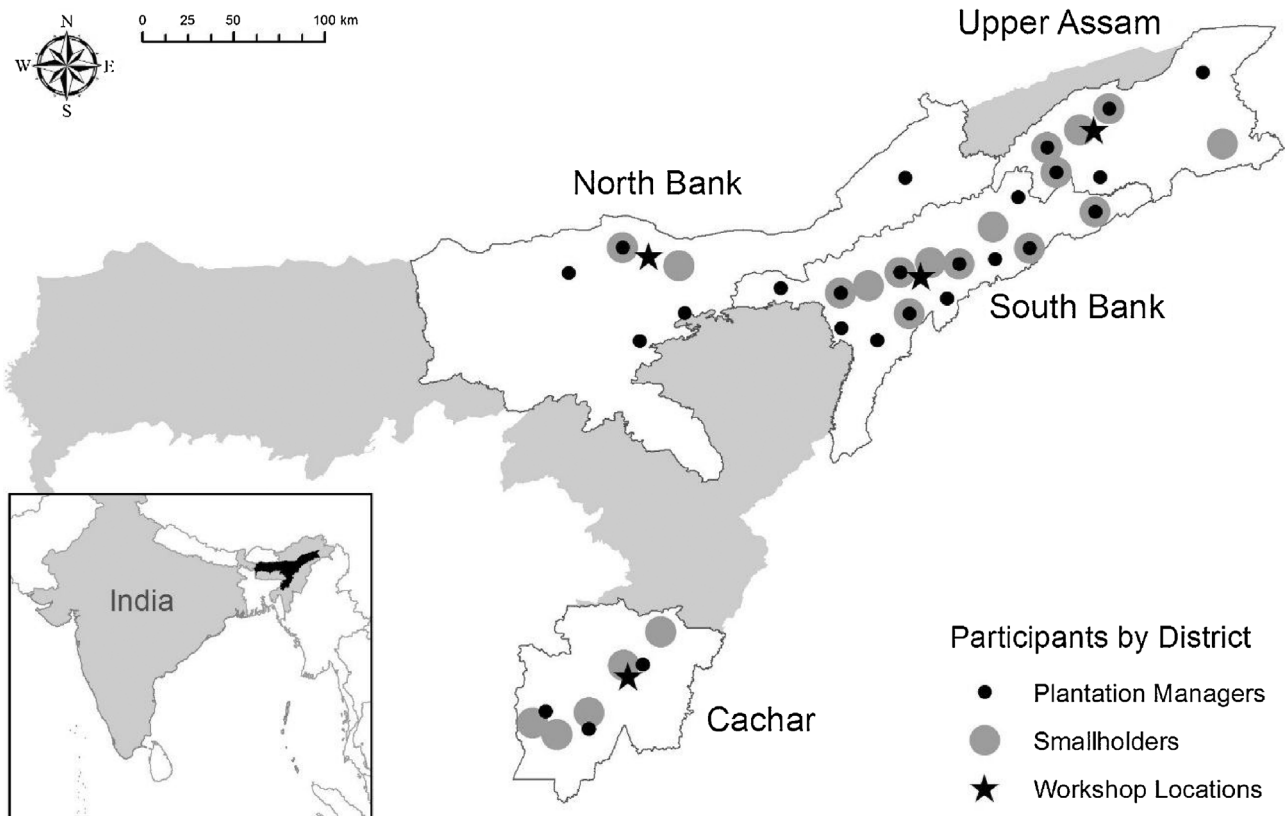 N
W E
S
0 25 50 100 km
Upper Assam
North Bank
South Bank
India
Cachar
Participants by District
Plantation Managers
Smallholders
Workshop Locations